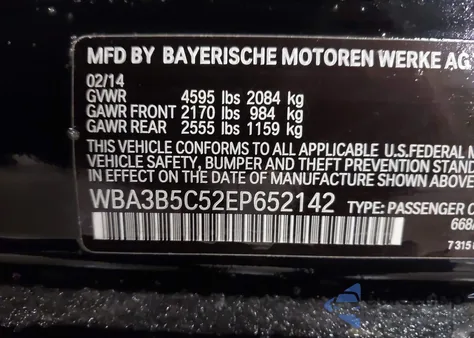 MFD BY BAYERISCHE MOTOREN WERKE AG
02/14
GVWR 4595 lbs 2084 kg
GAWR FRONT 2170 lbs 984 kg
GAWR REAR 2555 lbs 1159 kg
THIS VEHICLE CONFORMS TO ALL APPLICABLE U.S. FEDERAL M
VEHICLE SAFETY, BUMPER AND THEFT PREVENTION STAND
IN EFFECT ON THE DATE OF MANUFACTURE SHOWN ABOVE.
WBA3B5C52EP652142 TYPE: PASSENGER C
668
7 315